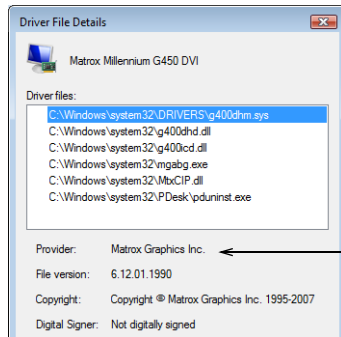 Driver File Details
Matrox Millennium G450 DVI
Driver files:
C:\Windows\system32\DRIVERS\g400dhm.sys
C:\Windows\system32\g400dhd.dll
C:\Windows\system32\g400icd.dll
C:\Windows\system32\mgabg.exe
C:\Windows\system32\MtxCIP.dll
C:\Windows\system32\PDesk\pduninst.exe
Provider: Matrox Graphics Inc.
File version: 6.12.01.1990
Copyright: Copyright © Matrox Graphics Inc. 1995-2007
Digital Signer: Not digitally signed